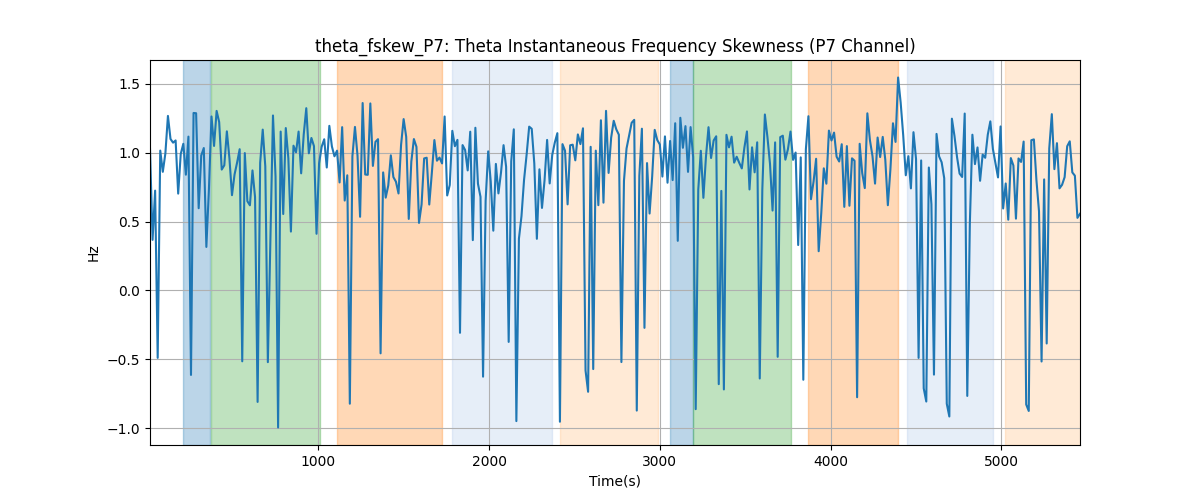 theta_fskew_P7: Theta Instantaneous Frequency Skewness (P7 Channel)
1.5
1.0
0.5
0.0
−0.5
−1.0
Hz
1000 2000 3000 4000 5000
Time(s)